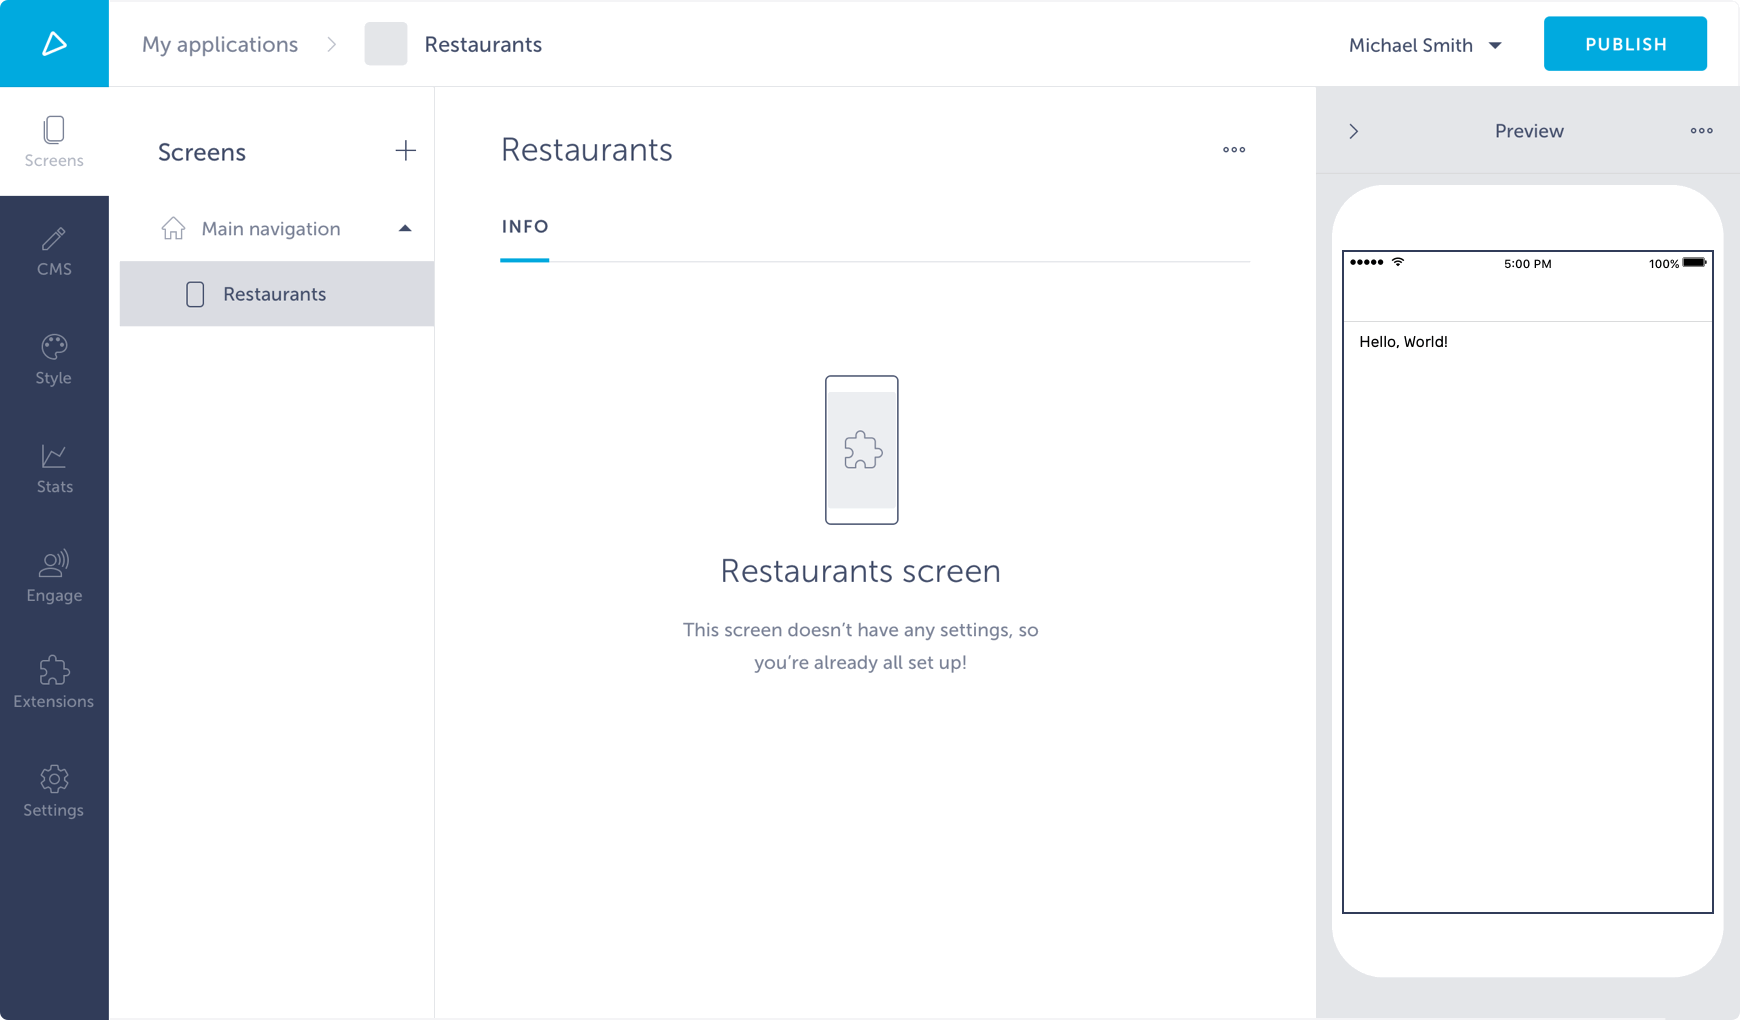 My applications
Restaurants
Michael Smith
PUBLISH
Screens
CMS
Style
Stats
Engage
Extensions
Settings
Screens
Main navigation
Restaurants
Restaurants
INFO
Restaurants screen
This screen doesn’t have any settings, so
you’re already all set up!
Preview
5:00 PM
100%
Hello, World!